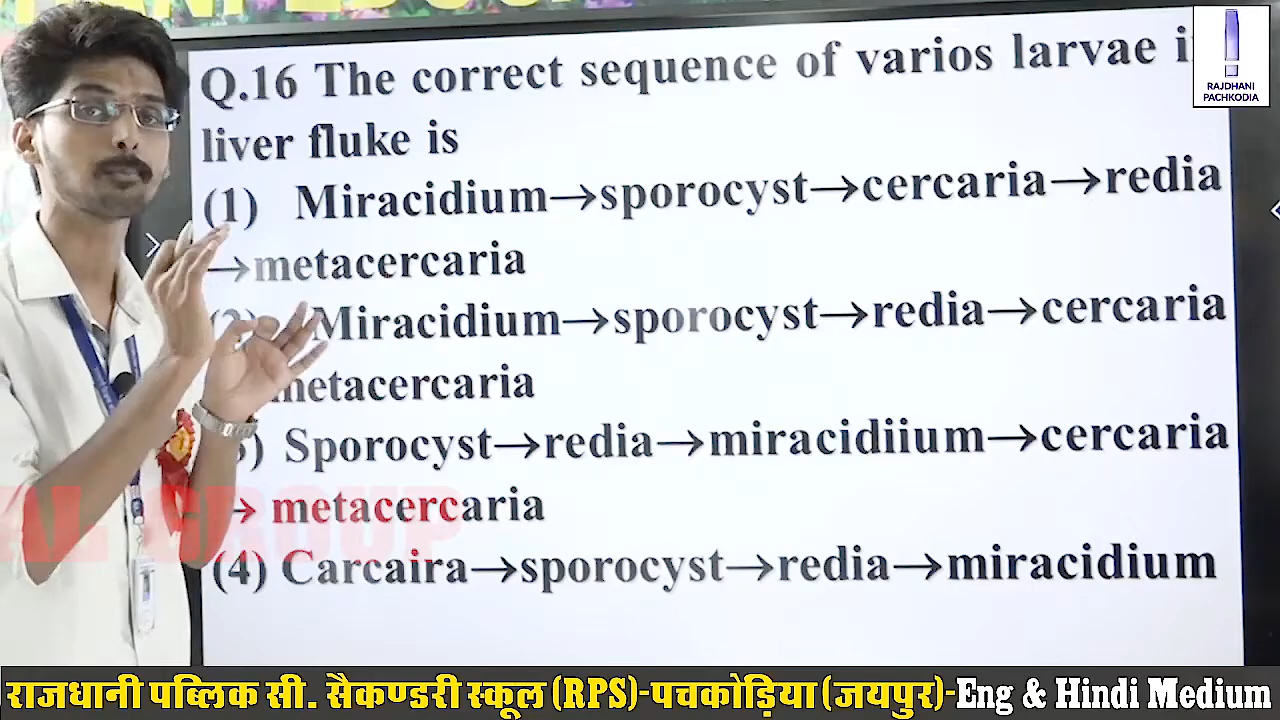 Q.16 The correct sequence of varios larvae
liver fluke is
(1) Miracidium→sporocyst→cercaria→redia
→metacercaria
Miracidium→sporocyst→redia→cercaria
metacercaria
Sporocyst→redia→miracidiium→cercaria
→ metacercaria
(4) Carcaira→sporocyst→redia→miracidium
RAJDHANI
PACHKODIA
GROUP
राजधानी पब्लिक सी. सैकण्डरी स्कूल (RPS)-पचकोड़िया (जयपुर)-Eng & Hindi Medium